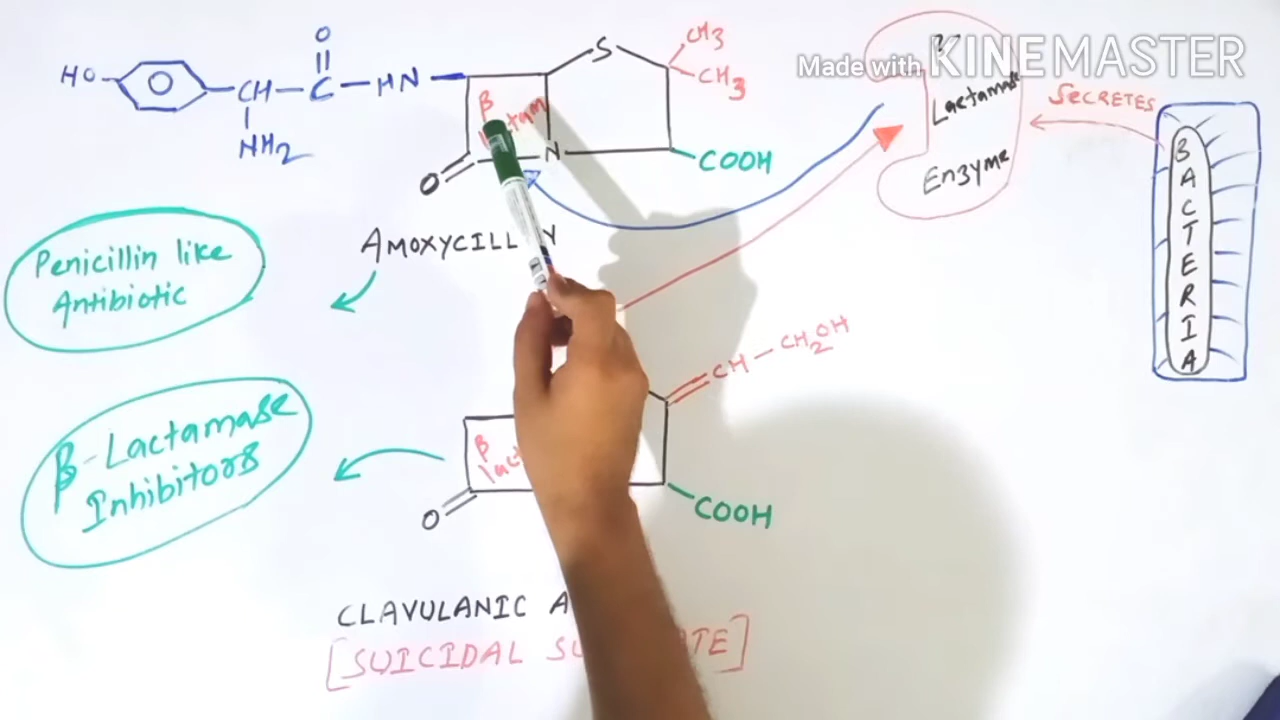 Made with KINEMASTER
O
HO
CH
C
HN
NH2
S
CH3
CH3
β
N
O
COOH
AMOXYCILL
β-
Lactamase
Enzyme
SECRETES
BACTERIA
Penicillin like
Antibiotic
β-Lactamase
Inhibitors
CH
CH2OH
β
O
COOH
CLAVULANIC A
[SUICIDAL